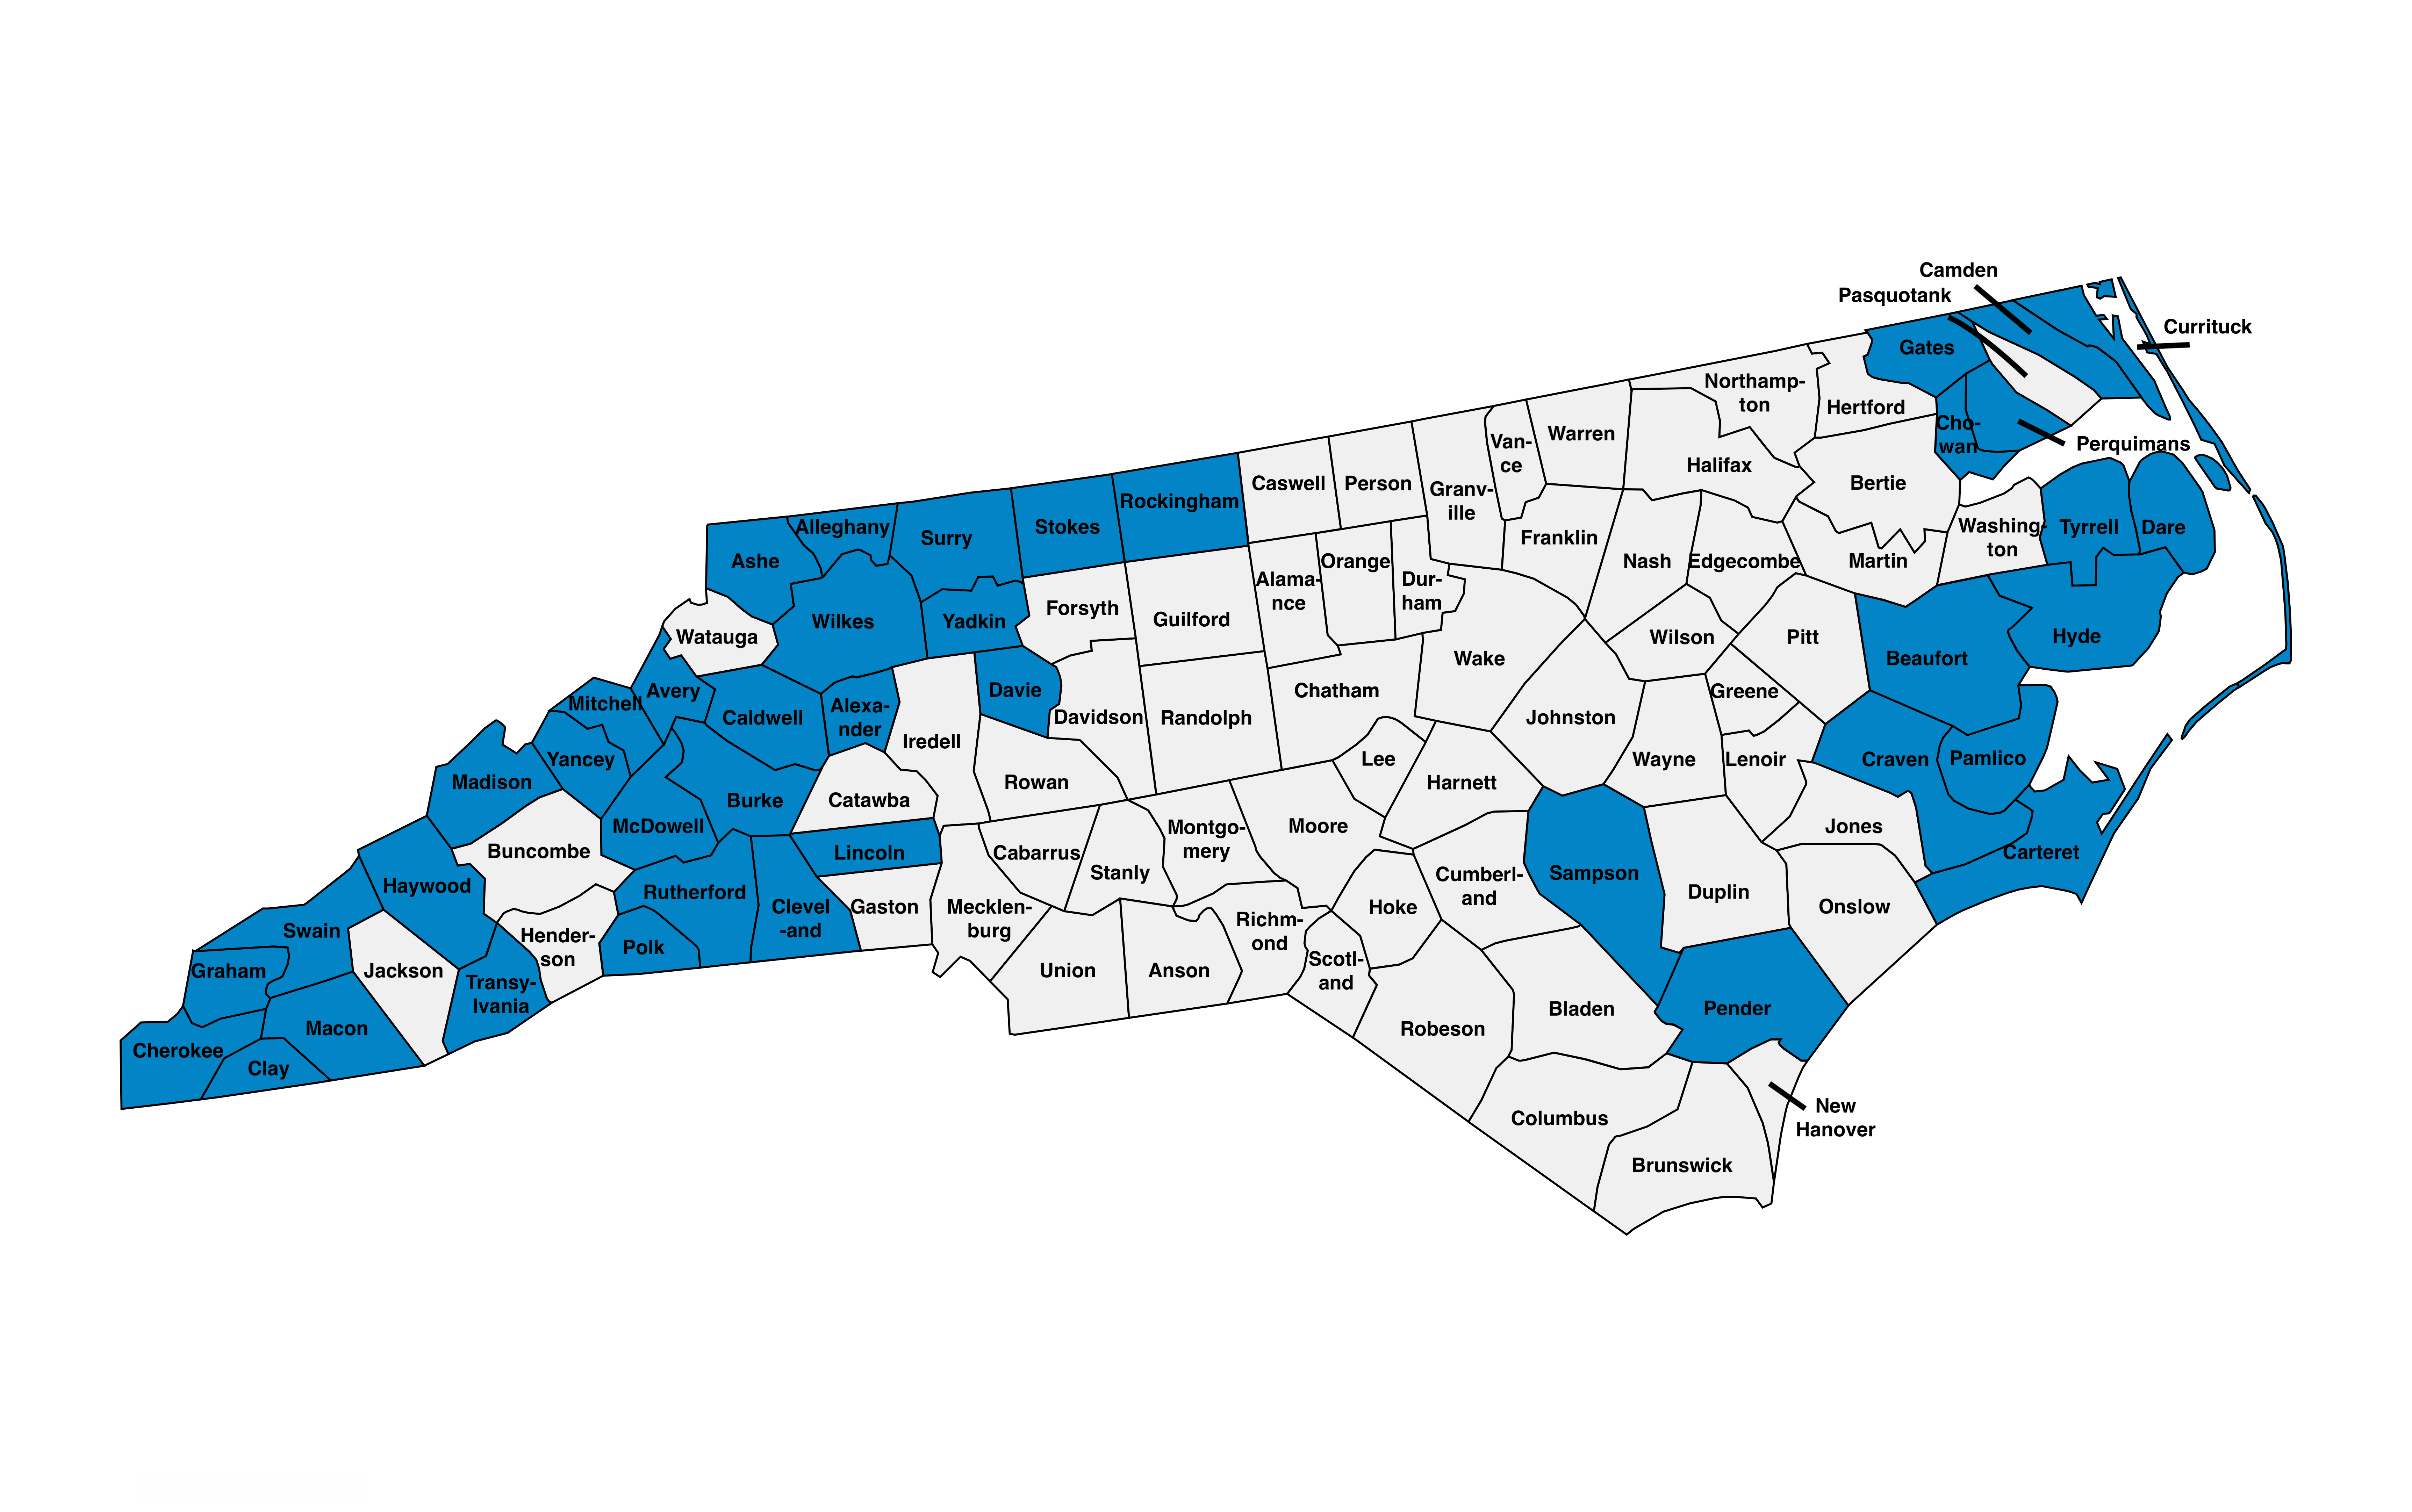 Camden
Pasquotank
Currituck
Gates
Northamp-
ton
Hertford
Cho-
wan
Perquimans
Warren
Van-
ce
Halifax
Bertie
Caswell
Person
Granv-
ille
Rockingham
Stokes
Surry
Alleghany
Ashe
Franklin
Nash
Edgecombe
Martin
Washing-
ton
Tyrrell
Dare
Orange
Alama-
nce
Dur-
ham
Forsyth
Guilford
Yadkin
Wilkes
Watauga
Wilson
Pitt
Hyde
Beaufort
Wake
Chatham
Greene
Davie
Avery
Mitchell
Caldwell
Alexa-
nder
Davidson
Randolph
Johnston
Iredell
Yancey
Madison
Lee
Wayne
Lenoir
Craven
Pamlico
Harnett
Rowan
Catawba
Burke
McDowell
Moore
Montgo-
mery
Jones
Carteret
Buncombe
Lincoln
Cabarrus
Stanly
Haywood
Rutherford
Cumberl-
and
Sampson
Duplin
Onslow
Clevel
-and
Gaston
Mecklen-
burg
Richm-
ond
Hoke
Swain
Hender-
son
Polk
Graham
Jackson
Union
Anson
Scotl-
and
Transy-
lvania
Macon
Cherokee
Clay
Robeson
Bladen
Pender
Columbus
New
Hanover
Brunswick